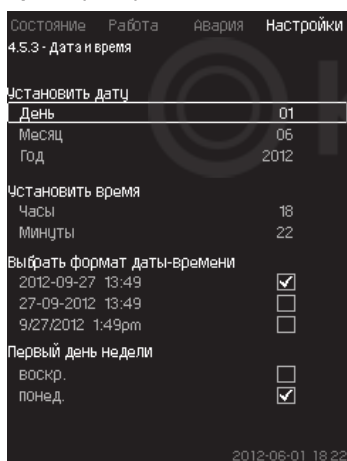 Состояние Работа Авария Настройки
4.5.3 - Дата и время
Установить дату
День 01
Месяц 06
Год 2012
Установить время
Часы 18
Минуты 22
Выбрать формат даты-времени
2012-09-27 13:49
27-09-2012 13:49
9/27/2012 1:49pm
Первый день недели
воскр.
понед.
2012-06-01 18:22